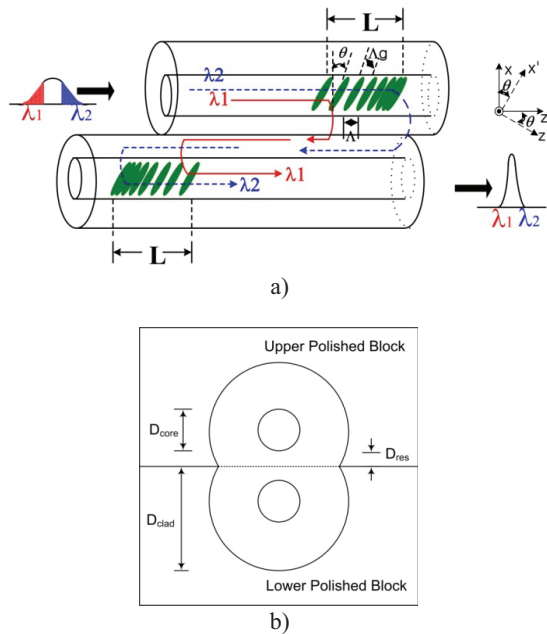 L
θ Λg
λ2
λ1
Λ
x x'
θ
z
θ
z'
λ1 λ2
λ1
λ2
L
λ1 λ2
a)
Upper Polished Block
Dcore
Dres
Dclad
Lower Polished Block
b)